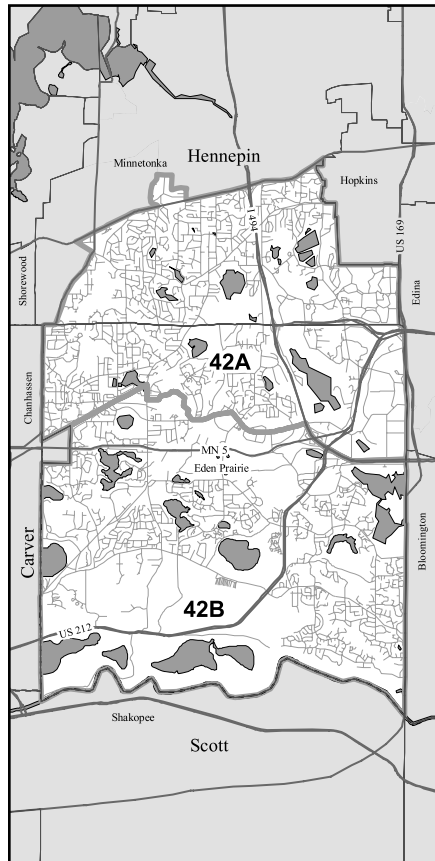 Hennepin
Minnetonka
Hopkins
I 494
US 169
Shorewood
Edina
42A
Chanhassen
MN 5
Eden Prairie
Carver
Bloomington
42B
US 212
Shakopee
Scott